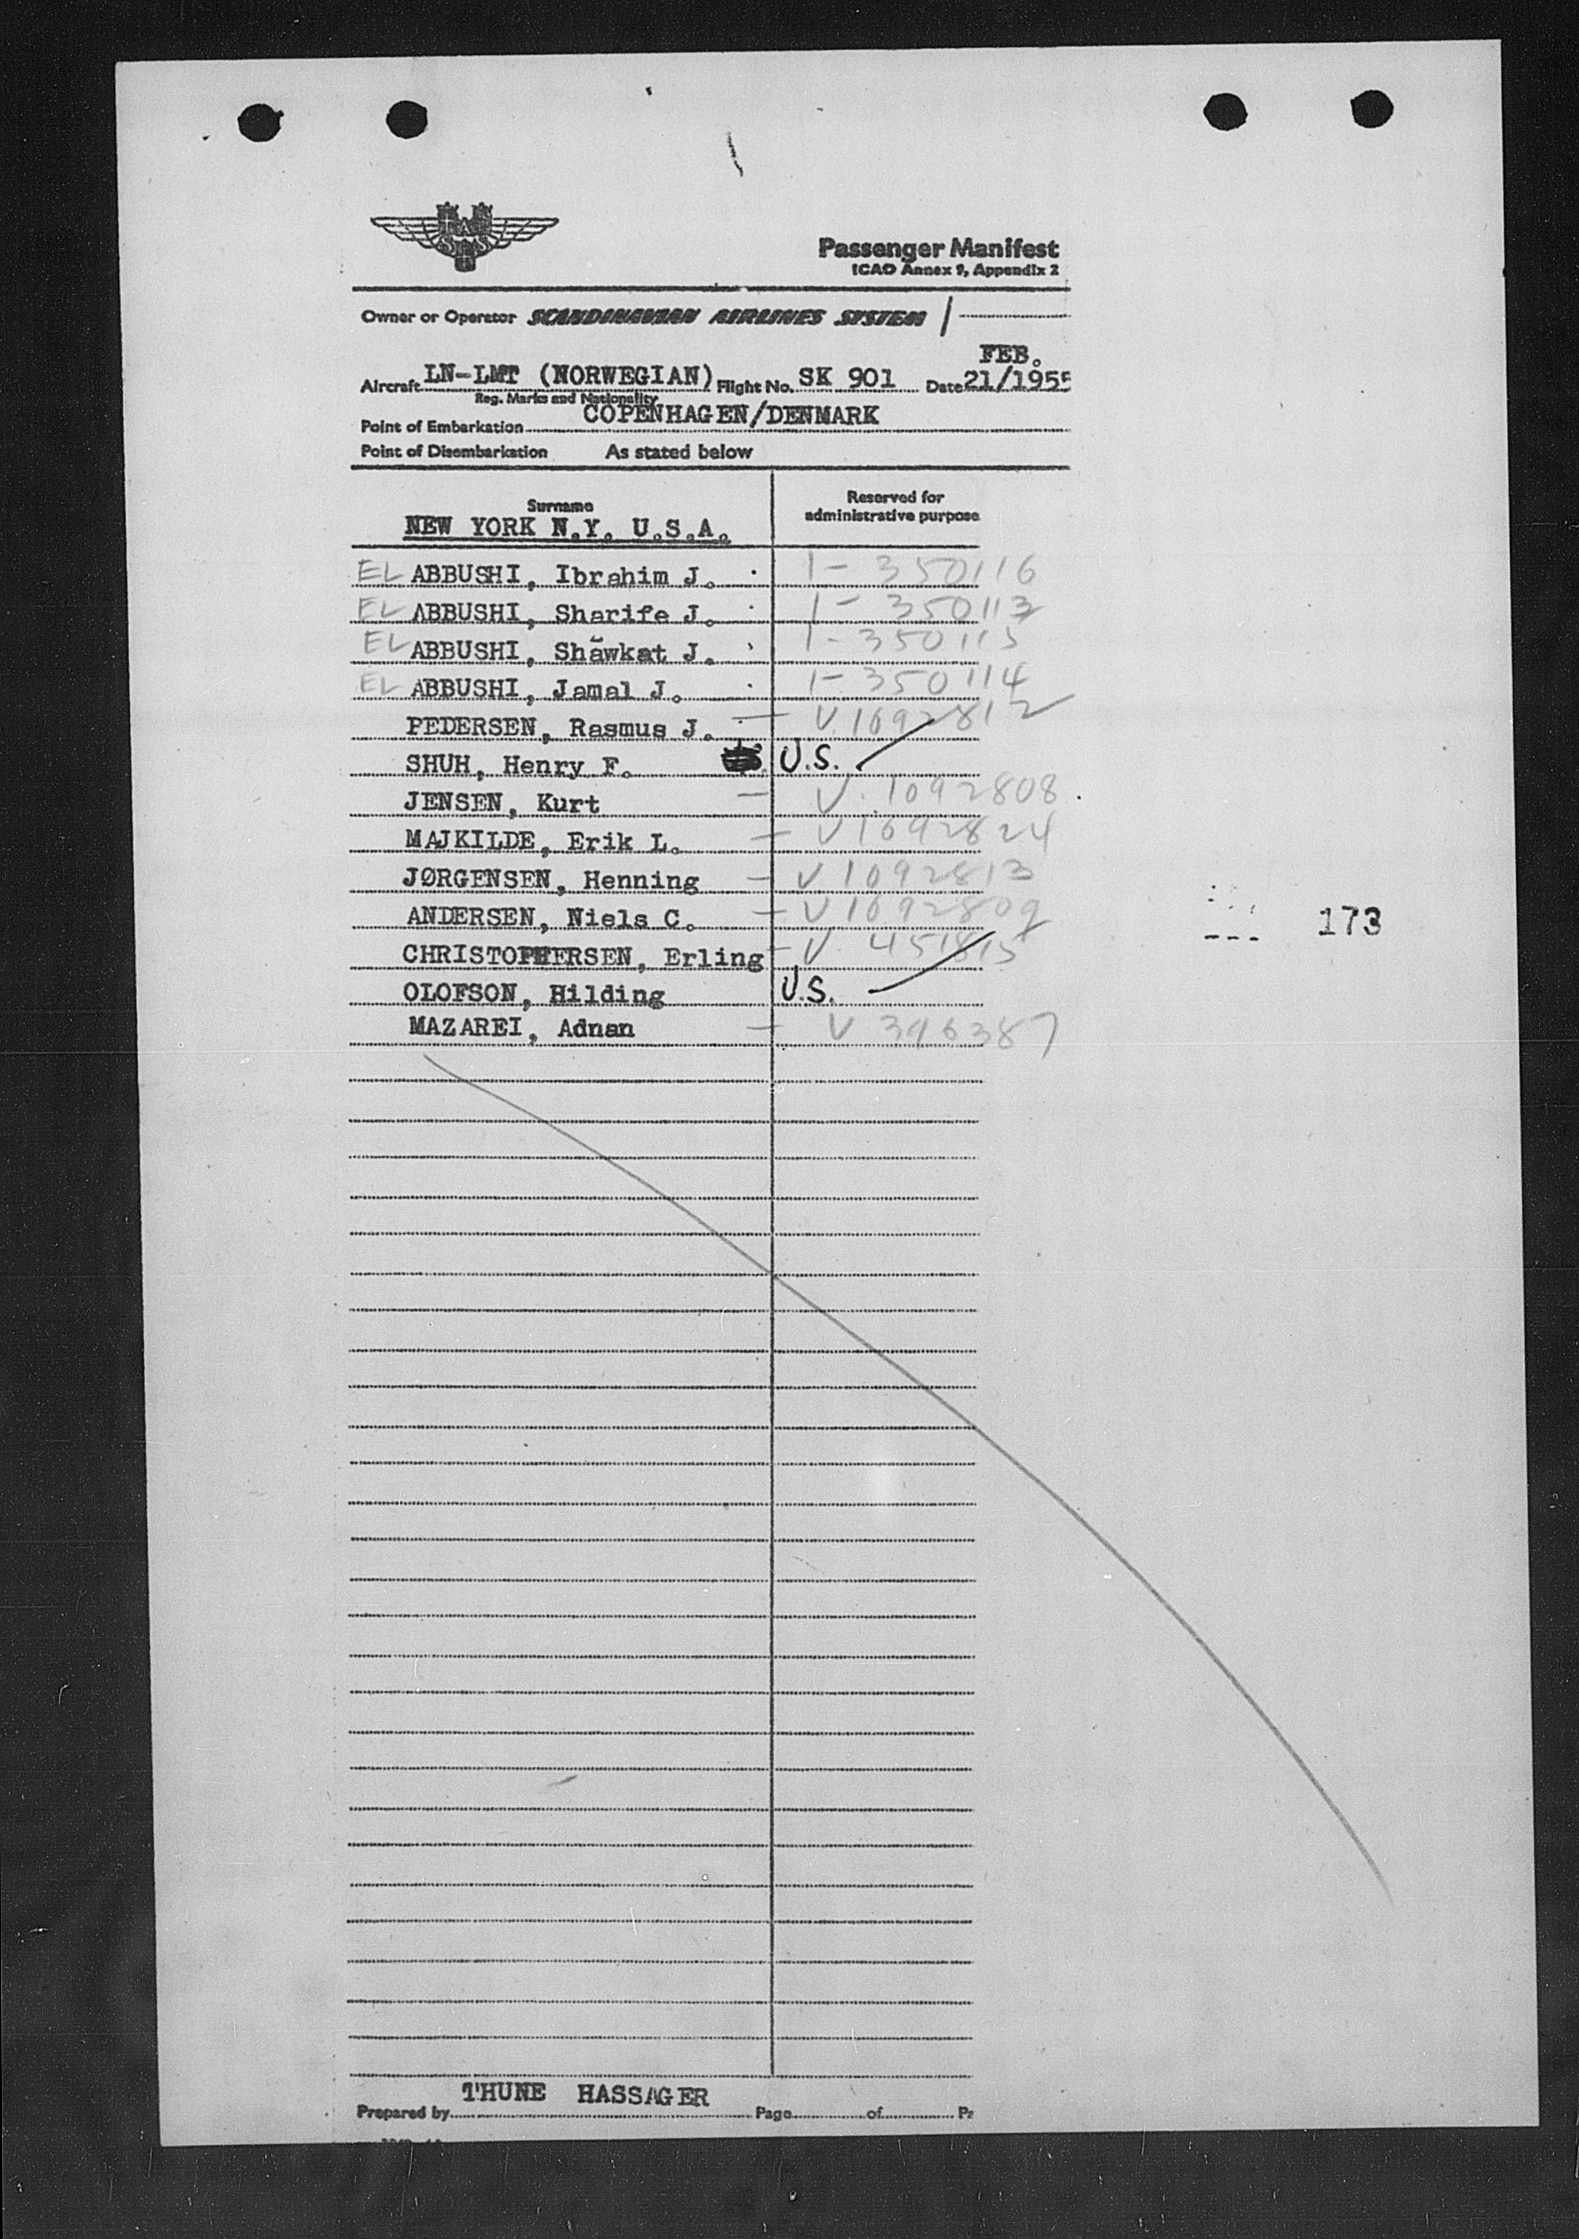 SAS
Passenger Manifest
ICAO Annex 9, Appendix 2
Owner or Operator SCANDINAVIAN AIRLINES SYSTEM
FEB.
Aircraft LN-LMT (NORWEGIAN) Flight No. SK 901 Date 21/1955
Reg. Marks and Nationality
COPENHAGEN/DENMARK
Point of Embarkation
Point of Disembarkation As stated below
Surname Reserved for
NEW YORK N.Y. U.S.A. administrative purpose
EL ABBUSHI, Ibrahim J. 1-350116
EL ABBUSHI, Sharife J. 1-350113
EL ABBUSHI, Shawkat J. 1-350115
EL ABBUSHI, Jamal J. 1-350114
PEDERSEN, Rasmus J. - V.1092812
SHUH, Henry F. U.S.
JENSEN, Kurt - V.1092808
MAJKILDE, Erik L. - V1092824
JØRGENSEN, Henning - V1092813
ANDERSEN, Niels C. - V1092809
173
CHRISTOPHERSEN, Erling - V.451815
OLOFSON, Hilding U.S.
MAZAREI, Adnan - V 396387
THUNE HASSAGER
Prepared by Page of